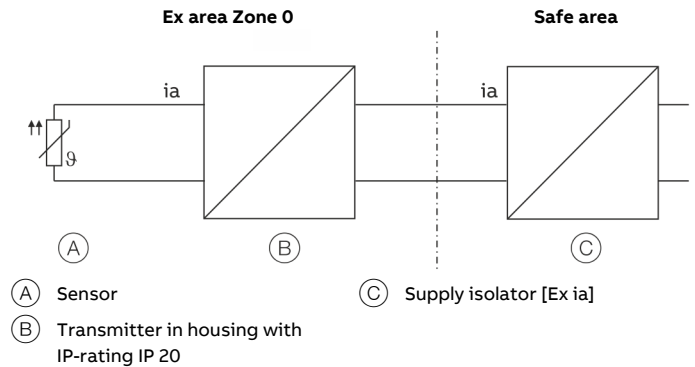 Ex area Zone 0
Safe area
ia
ia
ϑ
A
B
C
A Sensor
C Supply isolator [Ex ia]
B Transmitter in housing with
IP-rating IP 20